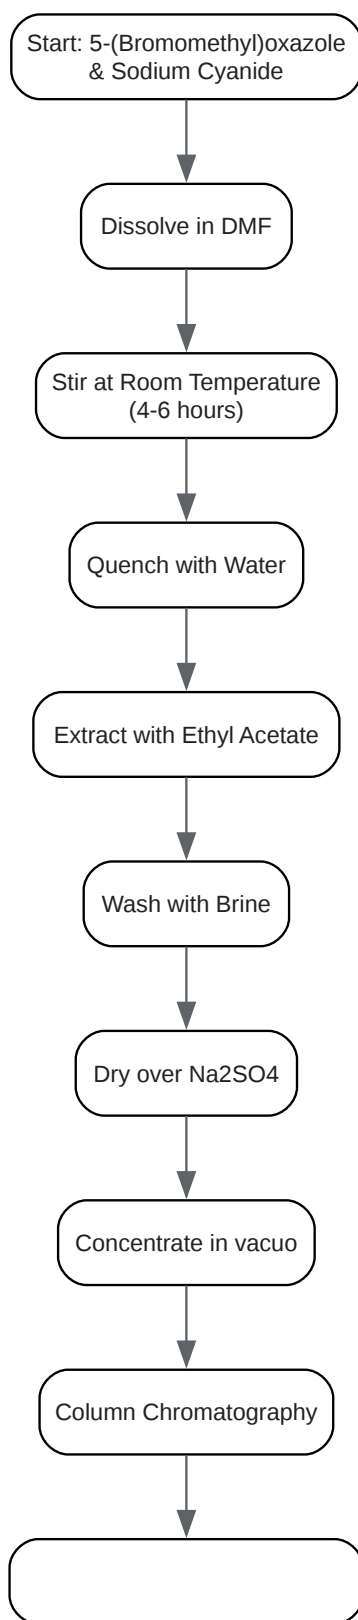 Start: 5-(Bromomethyl)oxazole
& Sodium Cyanide
Dissolve in DMF
Stir at Room Temperature
(4-6 hours)
Quench with Water
Extract with Ethyl Acetate
Wash with Brine
Dry over Na2SO4
Concentrate in vacuo
Column Chromatography